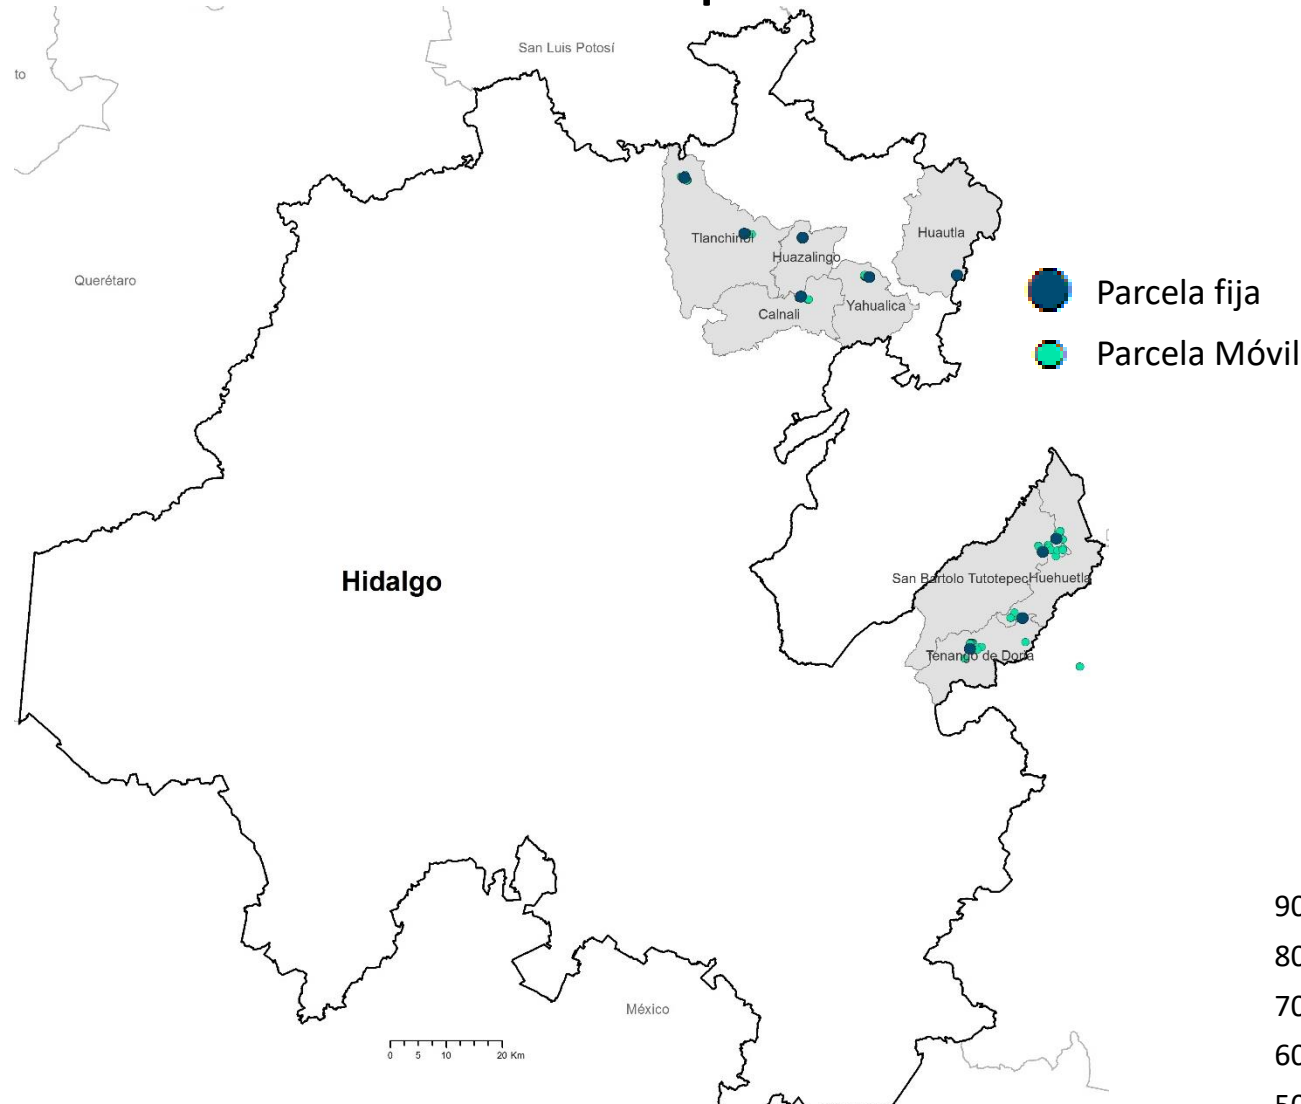 San Luis Potosí
to
Querétaro
Tlanchinol
Huautla
Huazalingo
Calnali
Yahualica
Parcela fija
Parcela Móvil
Hidalgo
San Bartolo Tutotepec
Huehuetla
Tenango de Doria
México
0 5 10 20 Km
90
80
70
60